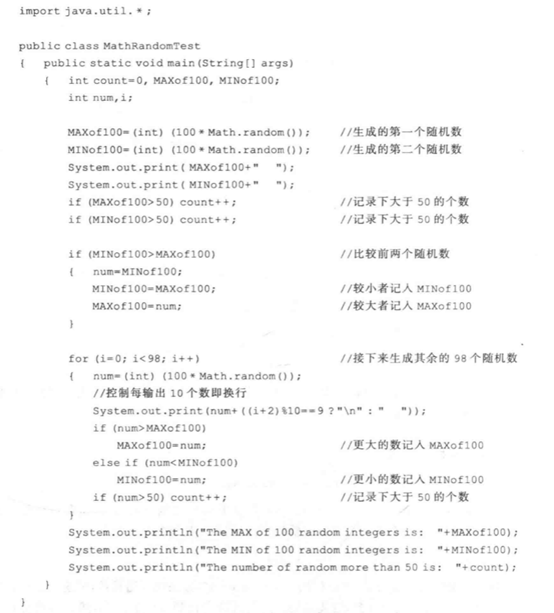 import java.util.*;
public class MathRandomTest
{ public static void main(String[] args)
{ int count=0, MAXof100, MINof100;
int num,i;
MAXof100=(int) (100*Math.random()); //生成的第一个随机数
MINof100=(int) (100*Math.random()); //生成的第二个随机数
System.out.print( MAXof100+"  ");
System.out.print( MINof100+"  ");
if (MAXof100>50) count++; //记录下大于 50 的个数
if (MINof100>50) count++; //记录下大于 50 的个数
if (MINof100>MAXof100) //比较前两个随机数
{ num=MINof100;
MINof100=MAXof100; //较小者记入 MINof100
MAXof100=num; //较大者记入 MAXof100
}
for (i=0; i<98; i++) //接下来生成其余的 98 个随机数
{ num=(int) (100*Math.random());
//控制每输出 10 个数即换行
System.out.print(num+((i+2)%10==9?"\n":"  "));
if (num>MAXof100)
MAXof100=num; //更大的数记入 MAXof100
else if (num<MINof100)
MINof100=num; //更小的数记入 MINof100
if (num>50) count++; //记录下大于 50 的个数
}
System.out.println("The MAX of 100 random integers is:  "+MAXof100);
System.out.println("The MIN of 100 random integers is:  "+MINof100);
System.out.println("The number of random more than 50 is:  "+count);
}
}